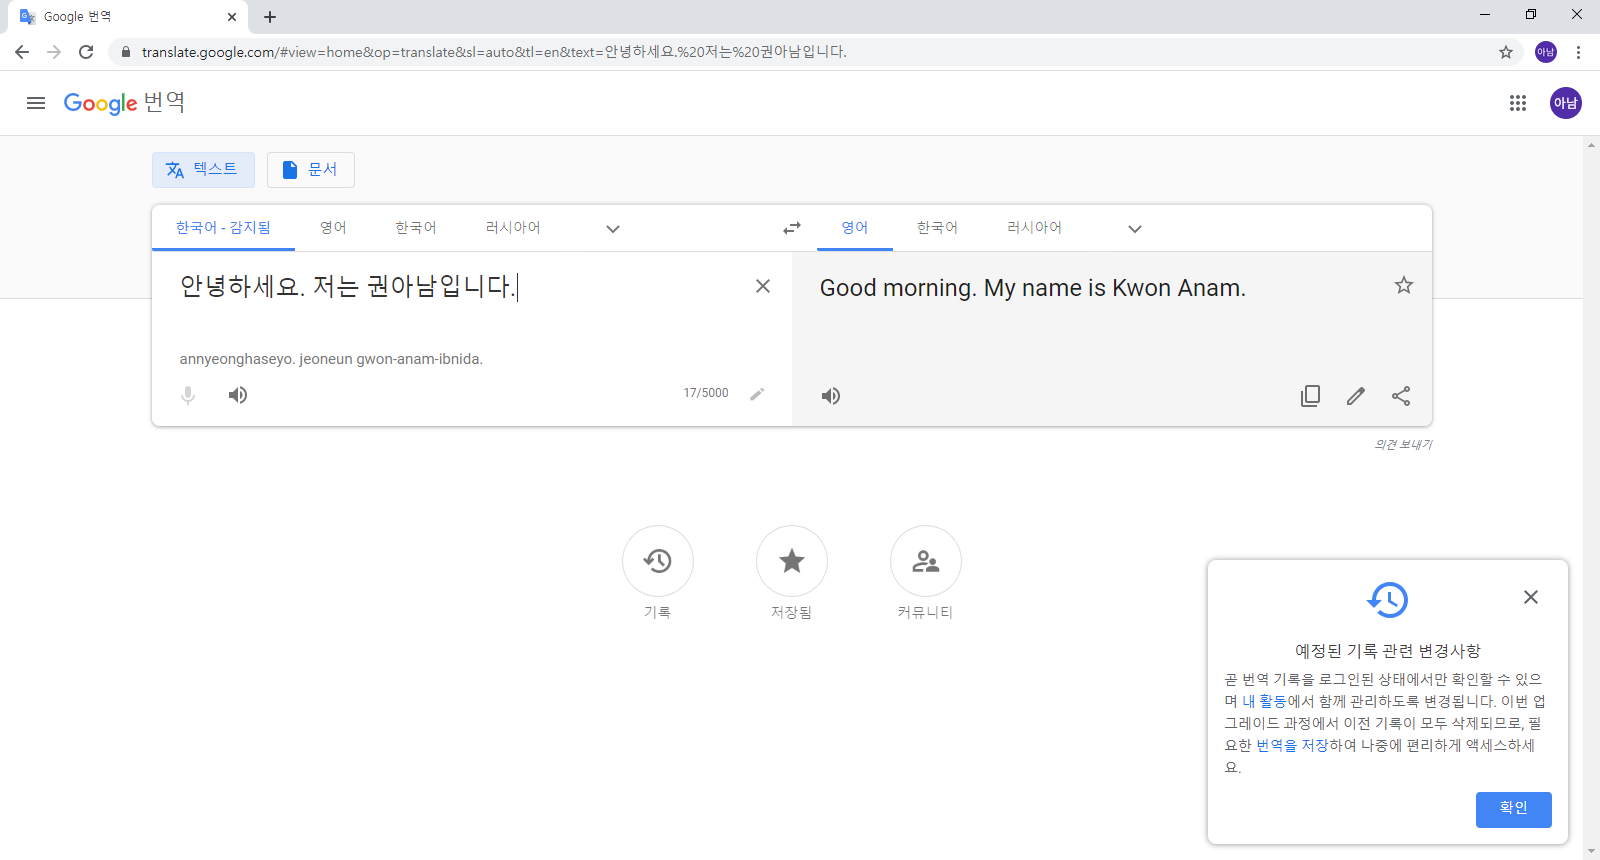 Google 번역
translate.google.com/#view=home&op=translate&sl=auto&tl=en&text=안녕하세요.%20저는%20권아남입니다.
아남
Google 번역
아남
텍스트
문서
한국어 - 감지됨
영어
한국어
러시아어
영어
한국어
러시아어
안녕하세요. 저는 권아남입니다.
Good morning. My name is Kwon Anam.
annyeonghaseyo. jeoneun gwon-anam-ibnida.
17/5000
의견 보내기
기록
저장됨
커뮤니티
예정된 기록 관련 변경사항
곧 번역 기록을 로그인된 상태에서만 확인할 수 있으
며 내 활동에서 함께 관리하도록 변경됩니다. 이번 업
그레이드 과정에서 이전 기록이 모두 삭제되므로, 필
요한 번역을 저장하여 나중에 편리하게 액세스하세
요.
확인